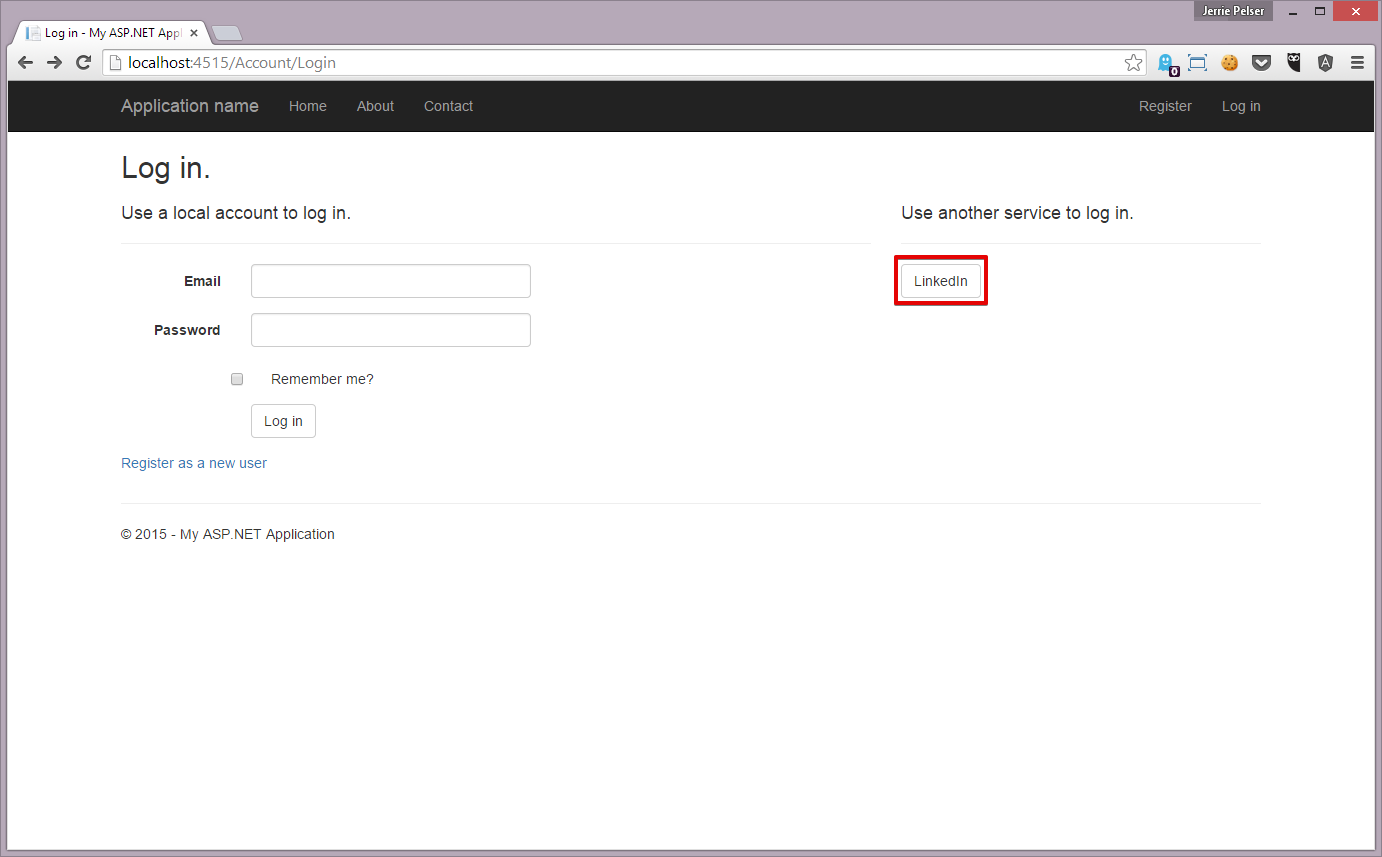 Jerrie Pelser
Log in - My ASP.NET Appl
localhost:4515/Account/Login
0
Application name Home About Contact Register Log in
Log in.
Use a local account to log in.
Use another service to log in.
Email
LinkedIn
Password
Remember me?
Log in
Register as a new user
© 2015 - My ASP.NET Application